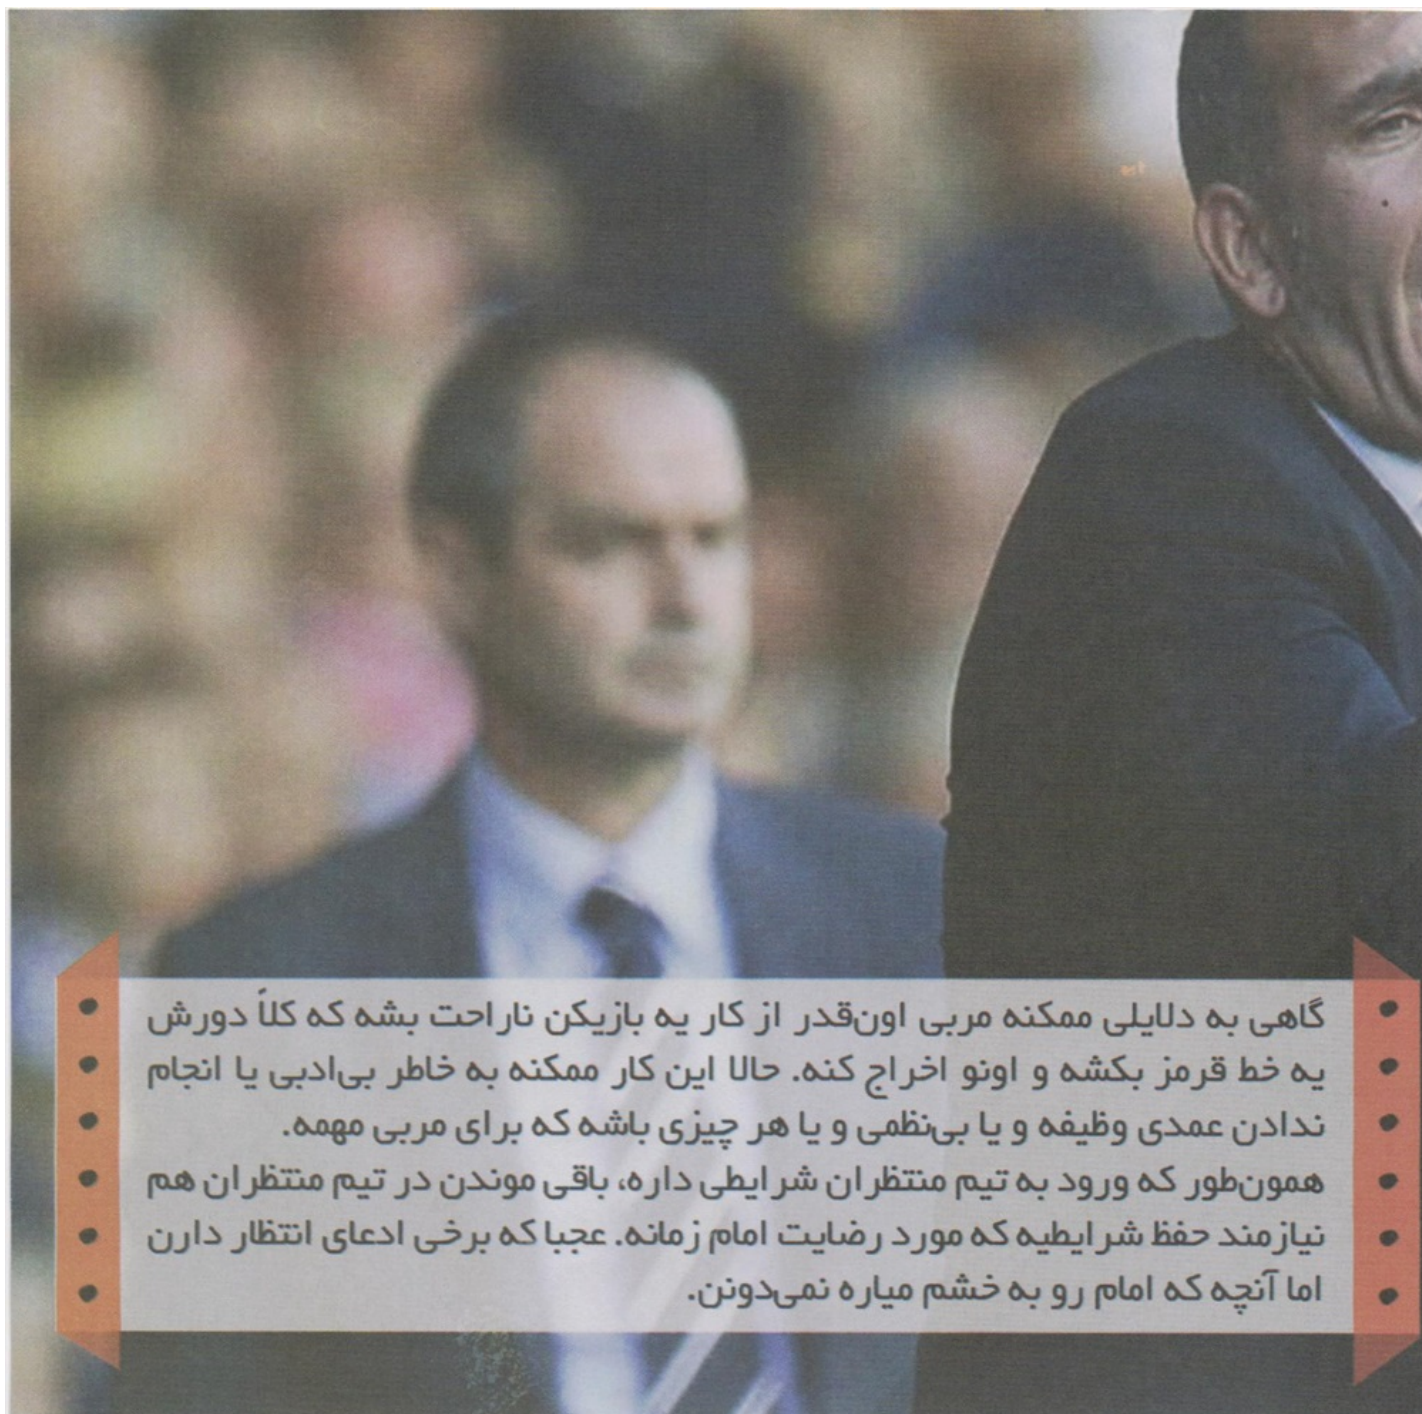 گاهی به دلایلی ممکنه مربی اون‌قدر از کار یه بازیکن ناراحت بشه که کلاً دورش
یه خط قرمز بکشه و اونو اخراج کنه. حالا این کار ممکنه به خاطر بی‌ادبی یا انجام
ندادن عمدی وظیفه و یا بی‌نظمی و یا هر چیزی باشه که برای مربی مهمه.
همون‌طور که ورود به تیم منتظران شرایطی داره، باقی موندن در تیم منتظران هم
نیازمند حفظ شرایطیه که مورد رضایت امام زمانه. عجبا که برخی ادعای انتظار دارن
اما آنچه که امام رو به خشم میاره نمی‌دونن.